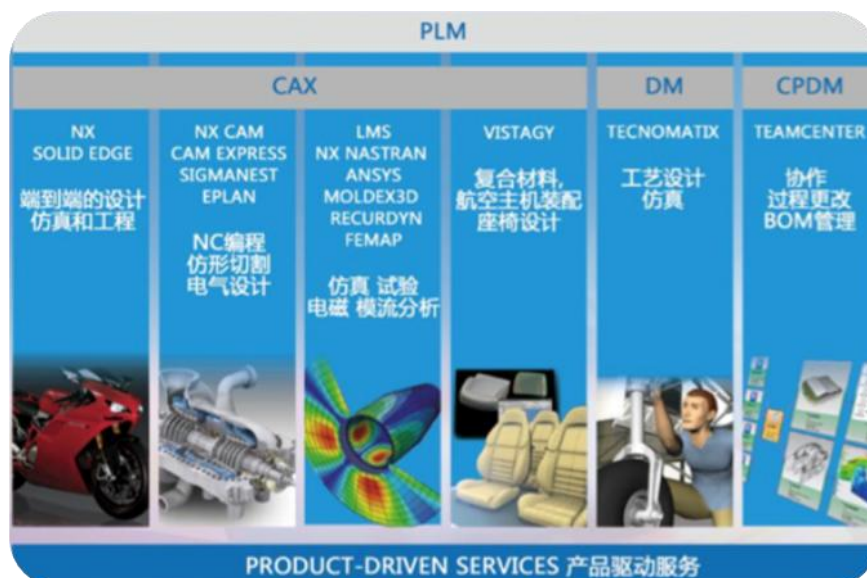 PLM
CAX
DM
CPDM
NX
SOLID EDGE
端到端的设计
仿真和工程
NX CAM
CAM EXPRESS
SIGMANEST
EPLAN
NC编程
仿形切割
电气设计
LMS
NX NASTRAN
ANSYS
MOLDEX3D
RECURDYN
FEMAP
仿真 试验
电磁 模流分析
VISTAGY
复合材料,
航空主机装配
座椅设计
TECNOMATIX
工艺设计
仿真
TEAMCENTER
协作
过程更改
BOM管理
PRODUCT-DRIVEN SERVICES 产品驱动服务